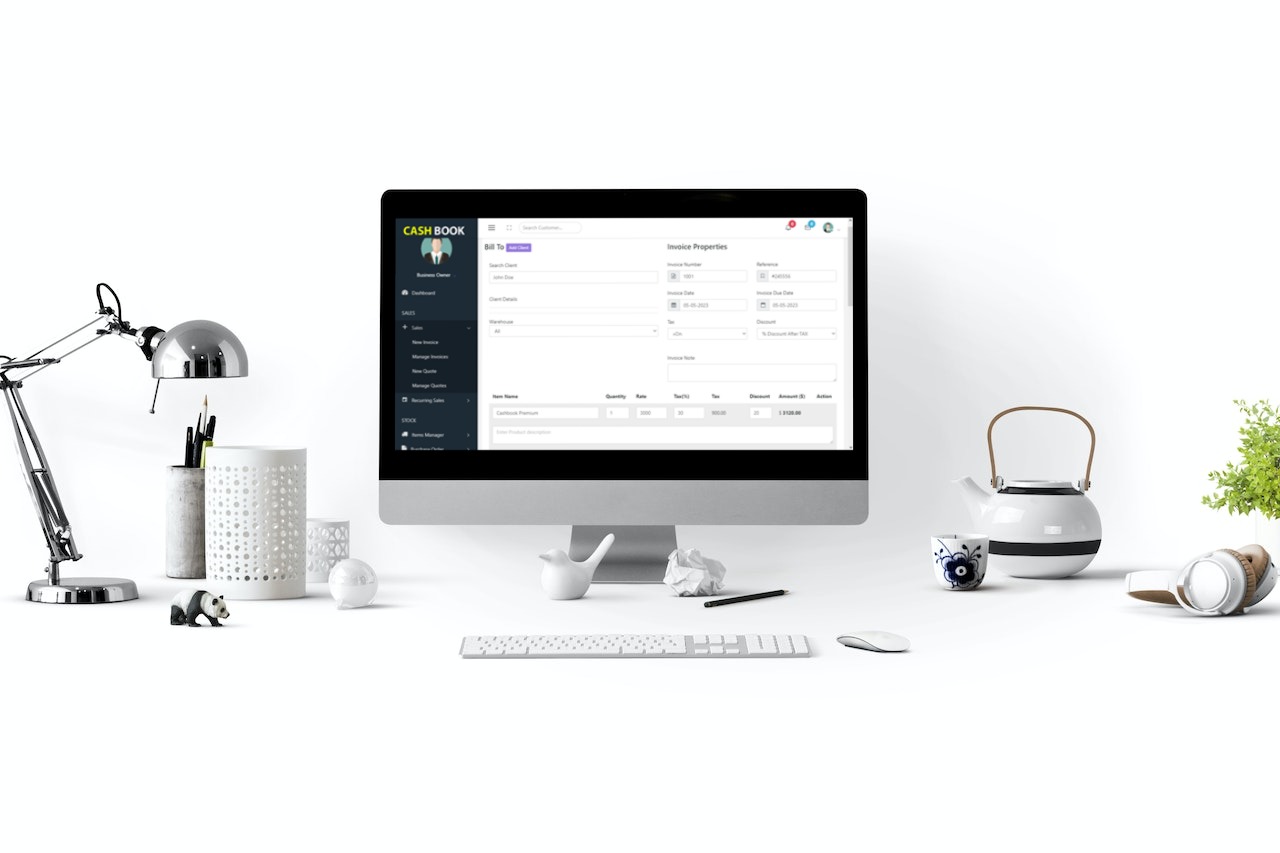 CASH BOOK
Business Owner
Dashboard
SALES
Sales
New Invoice
Manage Invoices
New Quote
Manage Quotes
Recurring Sales
STOCK
Items Manager
Purchase Order
Search Customer...
Bill To Add Client
Search Client
John Doe
Client Details
Warehouse
All
Invoice Properties
Invoice Number Reference
1001
Invoice Date Invoice Due Date
05-05-2023 05-05-2023
Tax Discount
»On % Discount After TAX
Invoice Note
Item Name Quantity Rate Tax(%) Tax Discount Amount ($) Action
Cashbook Premium 1 3000 30 900.00 20 $ 3120.00
Enter Product description